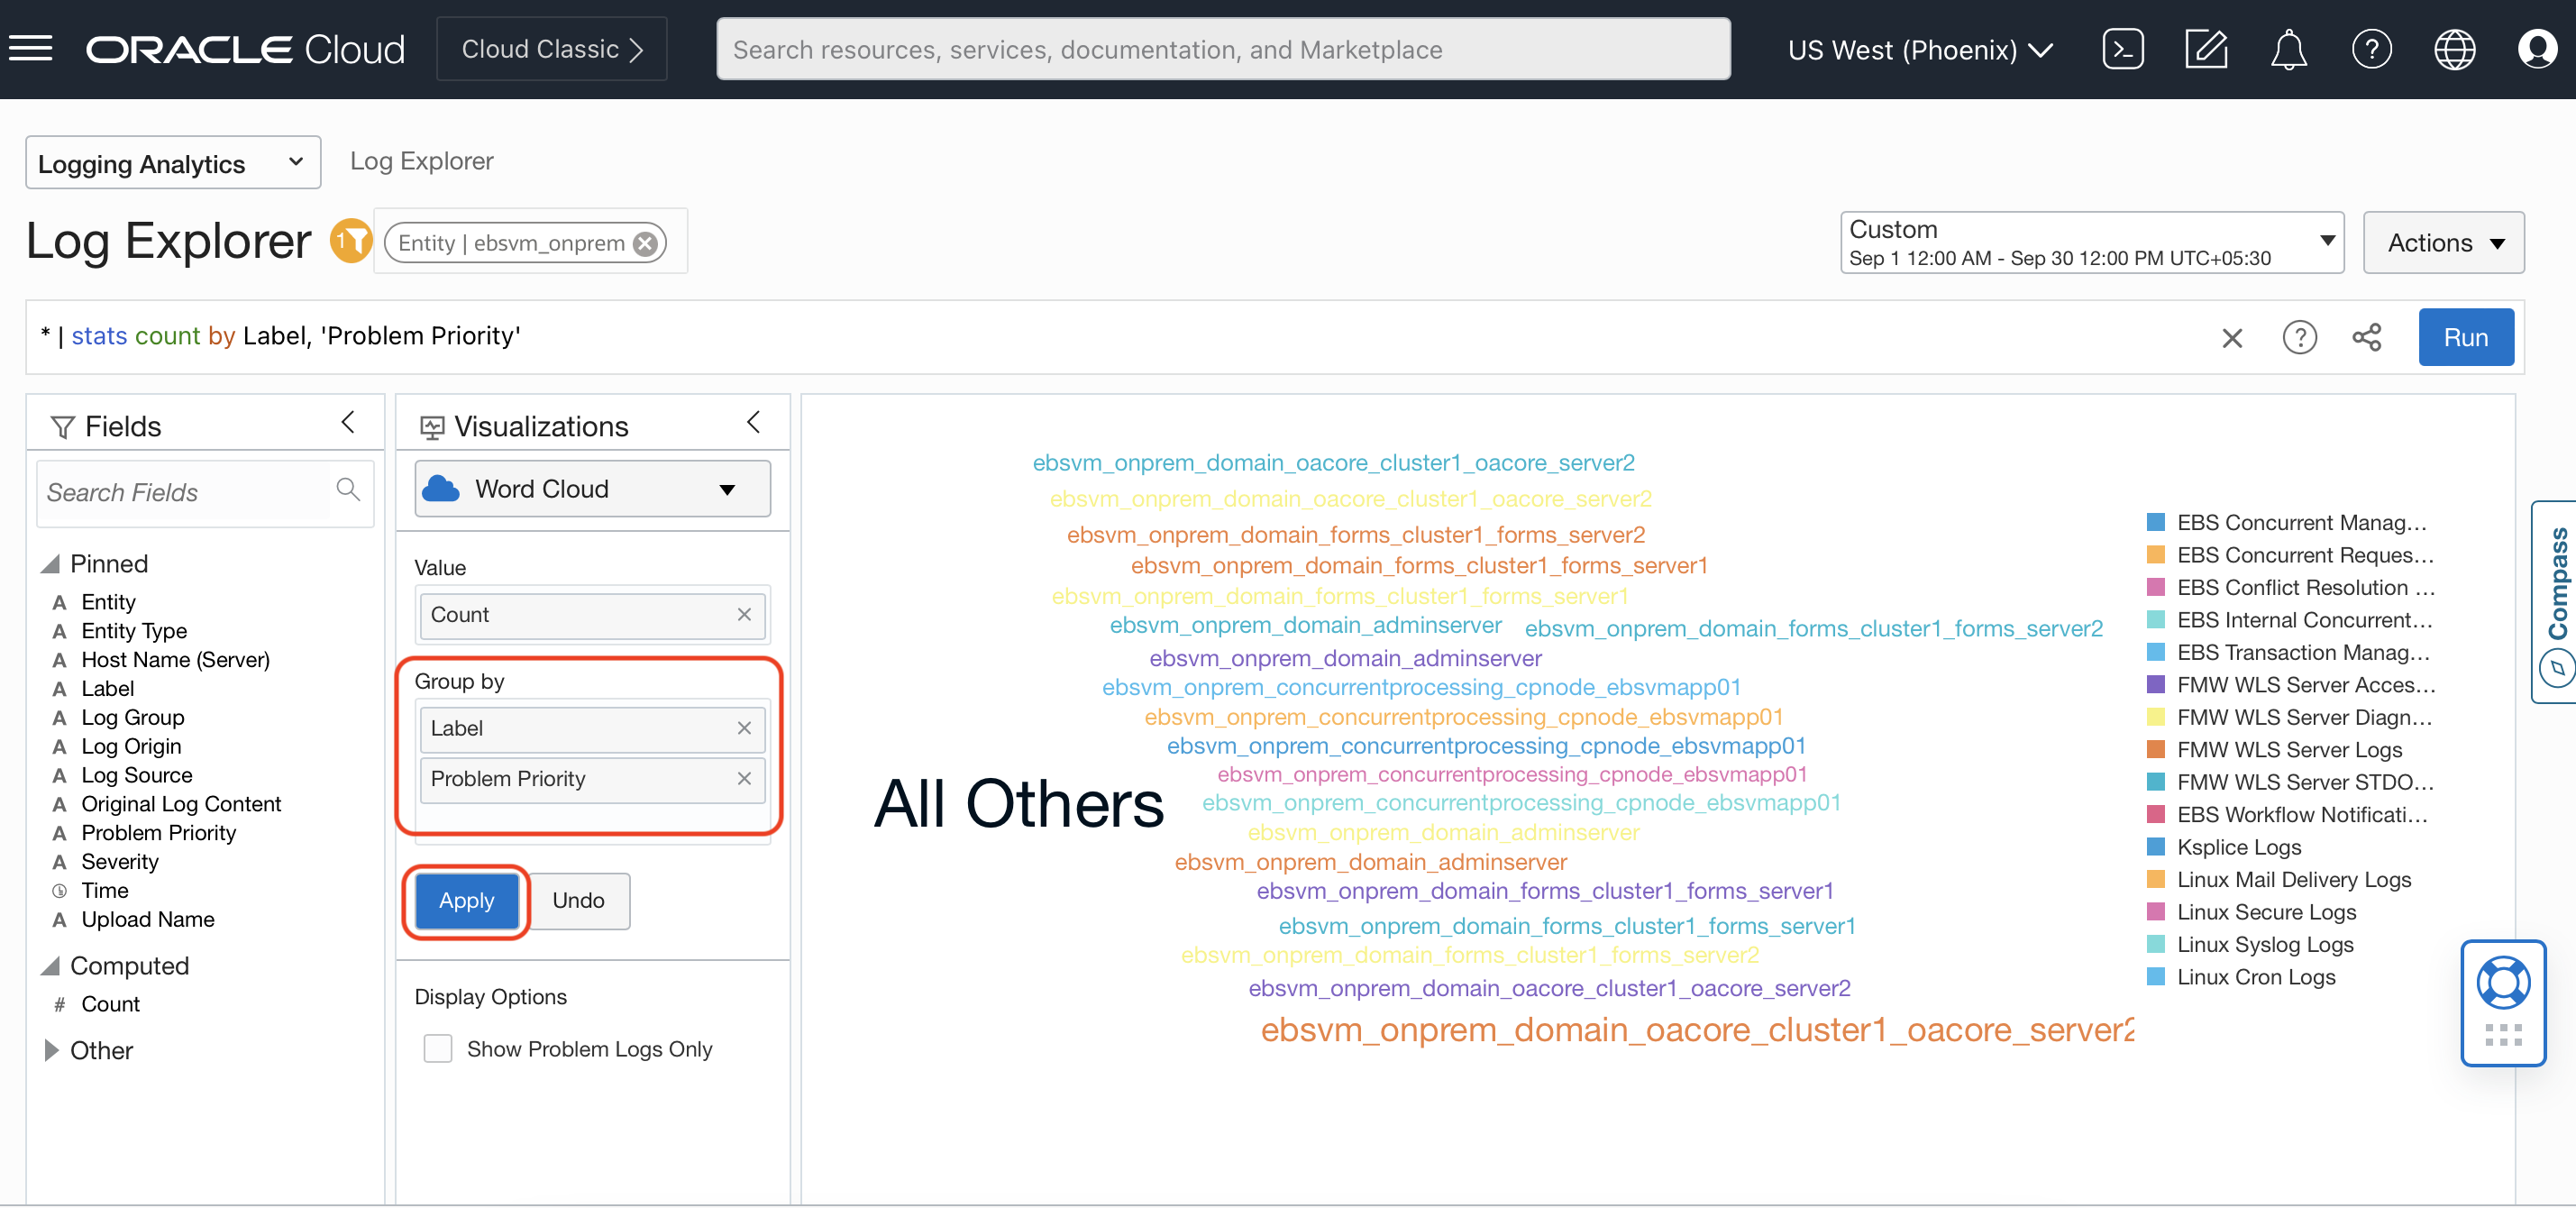 ORACLE Cloud
Cloud Classic
Search resources, services, documentation, and Marketplace
US West (Phoenix)
Logging Analytics
Log Explorer
Log Explorer
1
Entity | ebsvm_onprem
Custom
Sep 1 12:00 AM - Sep 30 12:00 PM UTC+05:30
Actions
* | stats count by Label, 'Problem Priority'
Run
Fields
Search Fields
Pinned
A Entity
A Entity Type
A Host Name (Server)
A Label
A Log Group
A Log Origin
A Log Source
A Original Log Content
A Problem Priority
A Severity
Time
A Upload Name
Computed
# Count
Other
Visualizations
Word Cloud
Value
Count
Group by
Label
Problem Priority
Apply
Undo
Display Options
Show Problem Logs Only
ebsvm_onprem_domain_oacore_cluster1_oacore_server2
ebsvm_onprem_domain_oacore_cluster1_oacore_server2
ebsvm_onprem_domain_forms_cluster1_forms_server2
ebsvm_onprem_domain_forms_cluster1_forms_server1
ebsvm_onprem_domain_forms_cluster1_forms_server1
ebsvm_onprem_domain_adminserver
ebsvm_onprem_domain_forms_cluster1_forms_server2
ebsvm_onprem_domain_adminserver
ebsvm_onprem_concurrentprocessing_cpnode_ebsvmapp01
ebsvm_onprem_concurrentprocessing_cpnode_ebsvmapp01
ebsvm_onprem_concurrentprocessing_cpnode_ebsvmapp01
ebsvm_onprem_concurrentprocessing_cpnode_ebsvmapp01
All Others
ebsvm_onprem_concurrentprocessing_cpnode_ebsvmapp01
ebsvm_onprem_domain_adminserver
ebsvm_onprem_domain_adminserver
ebsvm_onprem_domain_forms_cluster1_forms_server1
ebsvm_onprem_domain_forms_cluster1_forms_server1
ebsvm_onprem_domain_forms_cluster1_forms_server2
ebsvm_onprem_domain_oacore_cluster1_oacore_server2
ebsvm_onprem_domain_oacore_cluster1_oacore_server2
EBS Concurrent Manag...
EBS Concurrent Reques...
EBS Conflict Resolution ...
EBS Internal Concurrent...
EBS Transaction Manag...
FMW WLS Server Acces...
FMW WLS Server Diagn...
FMW WLS Server Logs
FMW WLS Server STDO...
EBS Workflow Notificati...
Ksplice Logs
Linux Mail Delivery Logs
Linux Secure Logs
Linux Syslog Logs
Linux Cron Logs
Compass